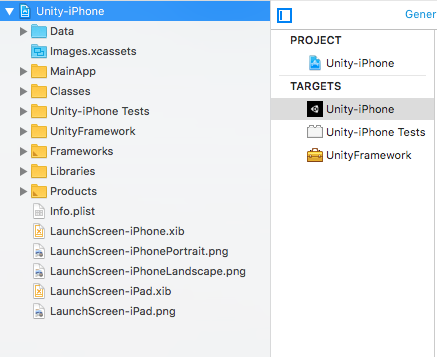 Unity-iPhone
Data
Images.xcassets
MainApp
Classes
Unity-iPhone Tests
UnityFramework
Frameworks
Libraries
Products
Info.plist
LaunchScreen-iPhone.xib
LaunchScreen-iPhonePortrait.png
LaunchScreen-iPhoneLandscape.png
LaunchScreen-iPad.xib
LaunchScreen-iPad.png
Gener
PROJECT
Unity-iPhone
TARGETS
Unity-iPhone
Unity-iPhone Tests
UnityFramework